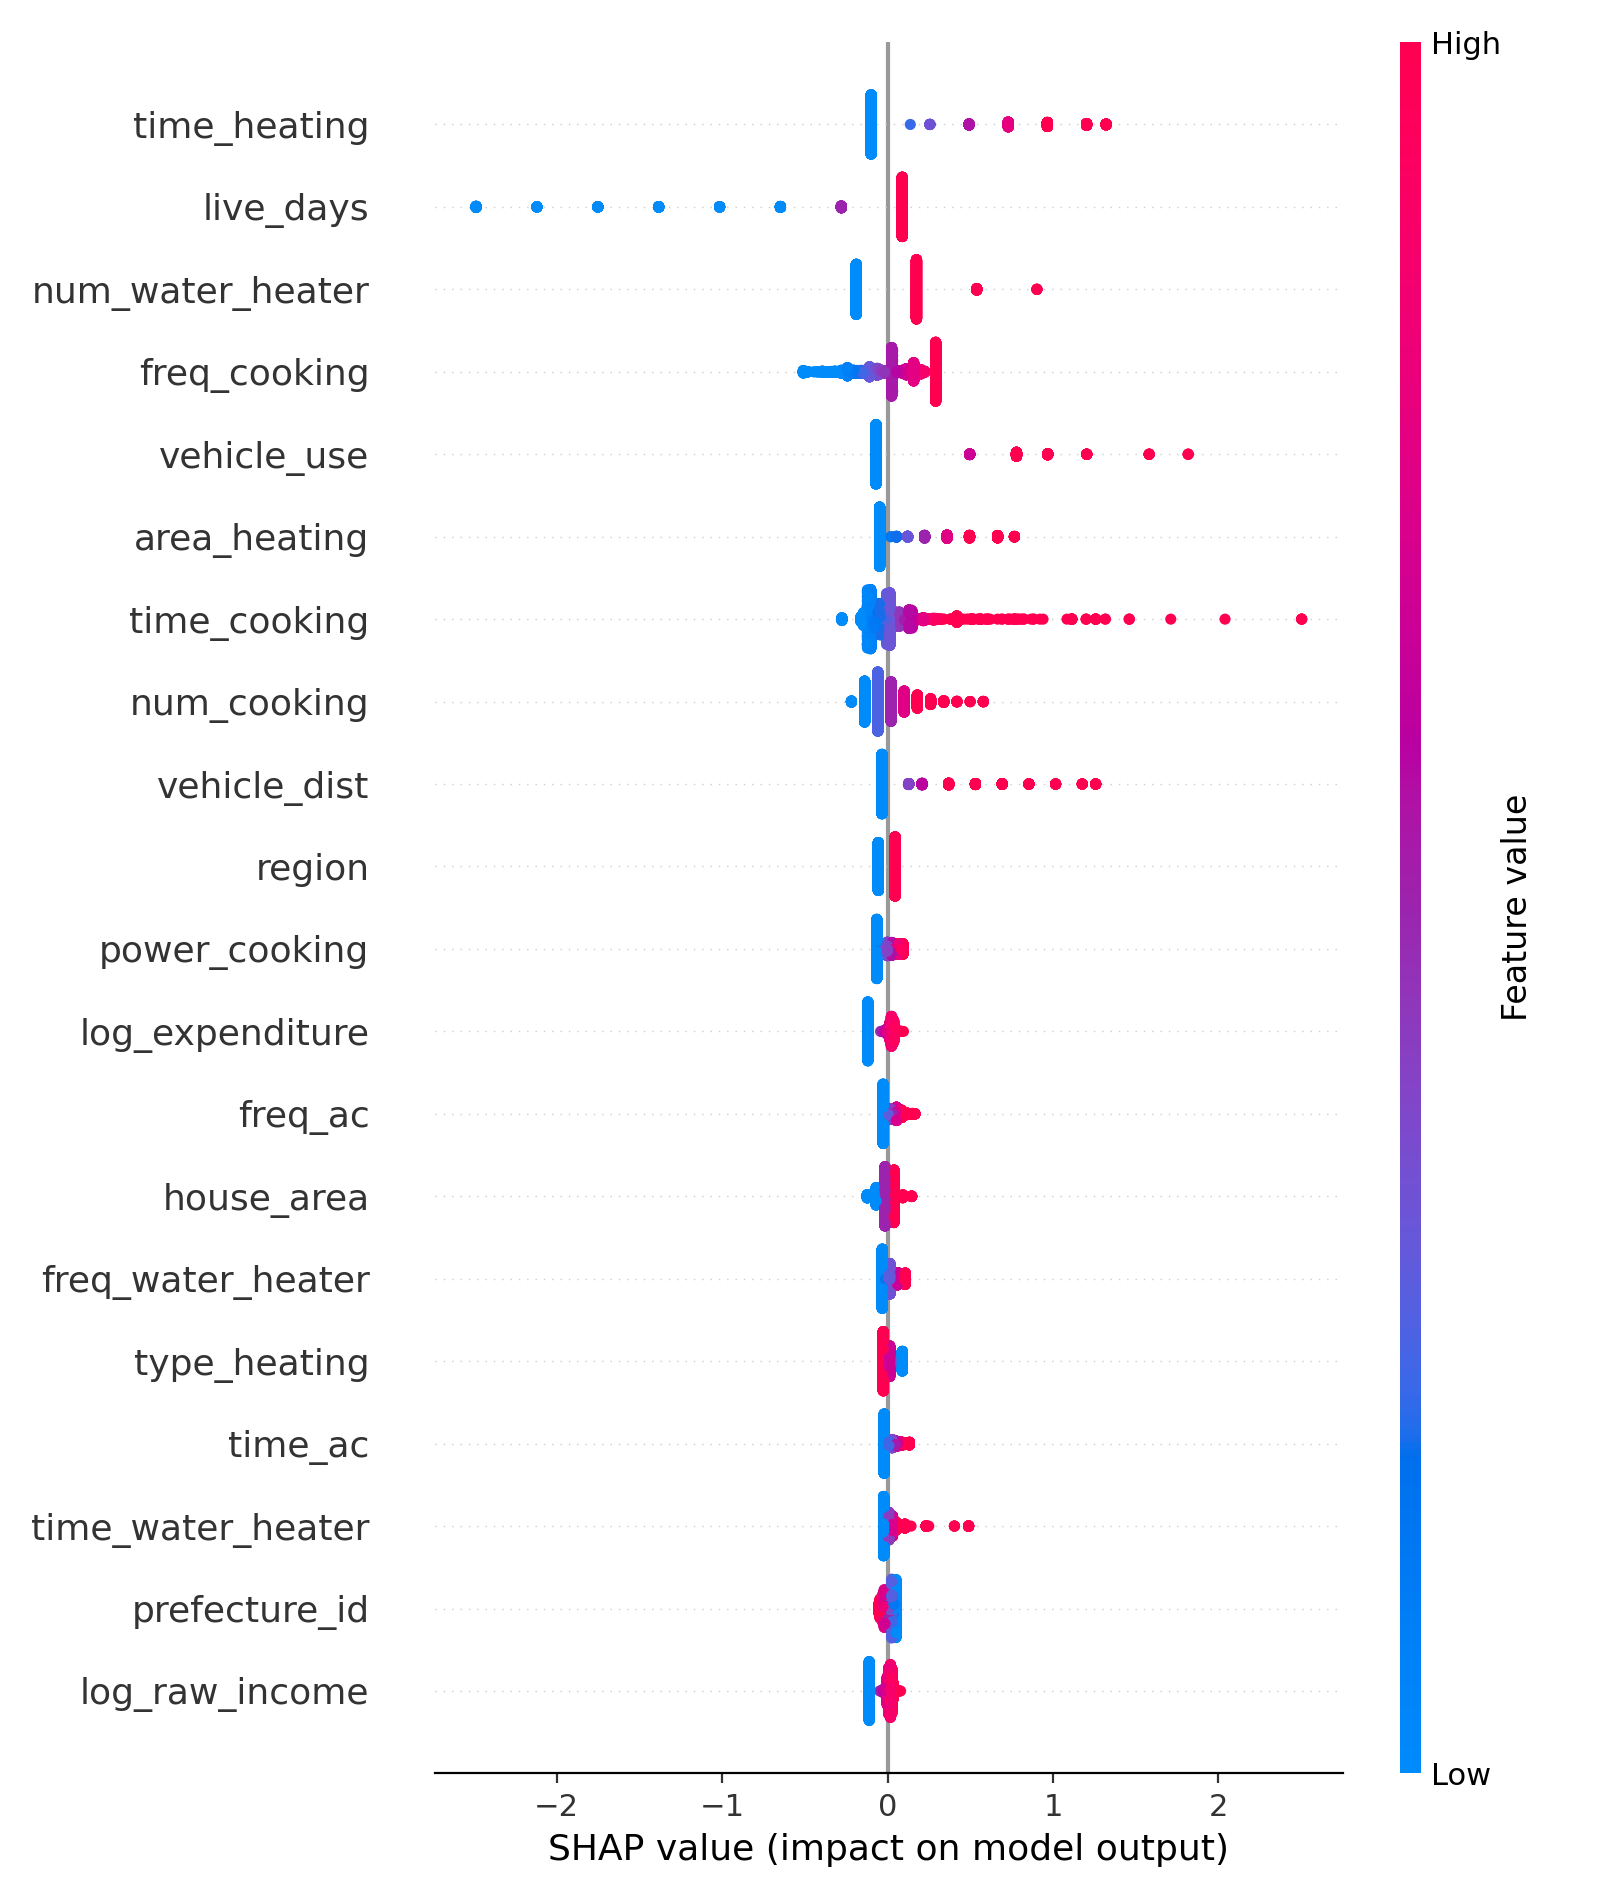 High
time_heating
live_days
num_water_heater
freq_cooking
vehicle_use
area_heating
time_cooking
num_cooking
vehicle_dist
region
power_cooking
log_expenditure
freq_ac
house_area
freq_water_heater
type_heating
time_ac
time_water_heater
prefecture_id
log_raw_income
Feature value
Low
−2 −1 0 1 2
SHAP value (impact on model output)